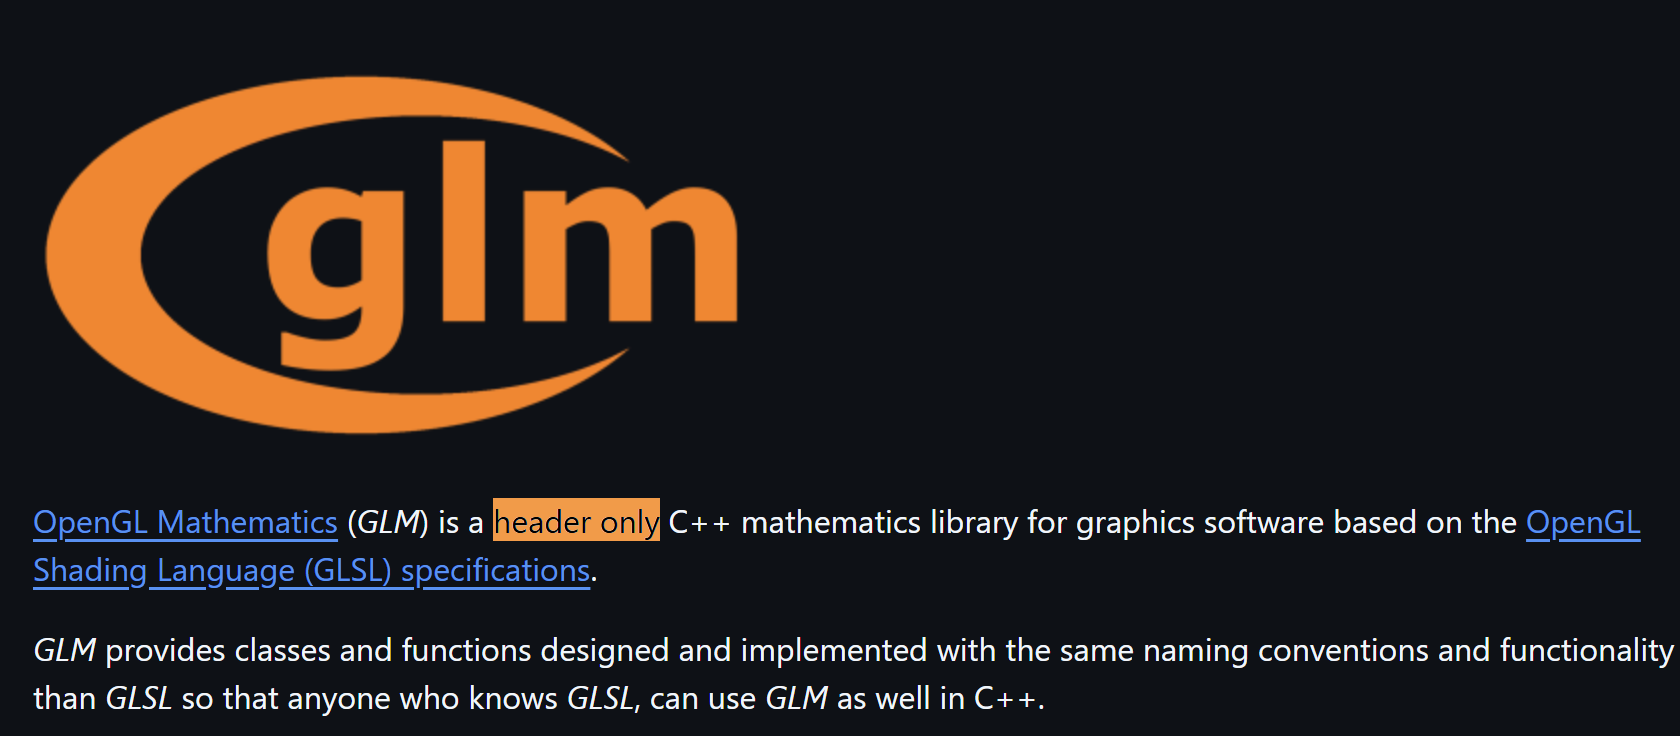 glm
OpenGL Mathematics (GLM) is a header only C++ mathematics library for graphics software based on the OpenGL
Shading Language (GLSL) specifications.
GLM provides classes and functions designed and implemented with the same naming conventions and functionality
than GLSL so that anyone who knows GLSL, can use GLM as well in C++.